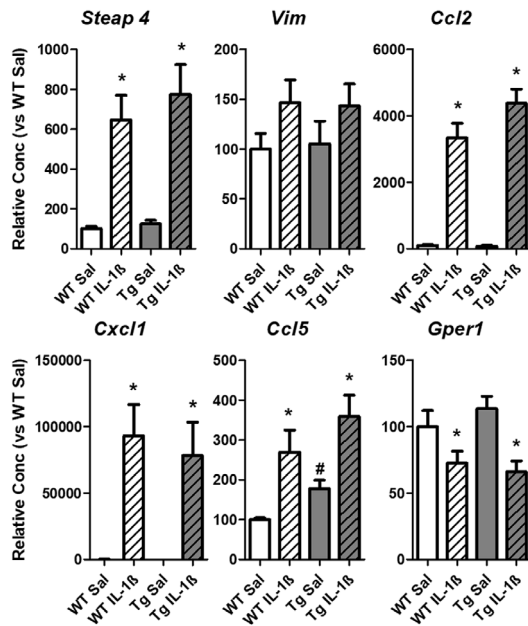 Steap 4 Vim Ccl2
Relative Conc (vs WT Sal)
1000
800
600
400
200
0
*
*
WT Sal
WT IL-1ß
Tg Sal
Tg IL-1ß
200
150
100
50
0
WT Sal
WT IL-1ß
Tg Sal
Tg IL-1ß
6000
4000
2000
0
*
*
WT Sal
WT IL-1ß
Tg Sal
Tg IL-1ß
Cxcl1 Ccl5 Gper1
Relative Conc (vs WT Sal)
150000
100000
50000
0
*
*
WT Sal
WT IL-1ß
Tg Sal
Tg IL-1ß
500
400
300
200
100
0
*
#
*
WT Sal
WT IL-1ß
Tg Sal
Tg IL-1ß
150
100
50
0
*
*
WT Sal
WT IL-1ß
Tg Sal
Tg IL-1ß